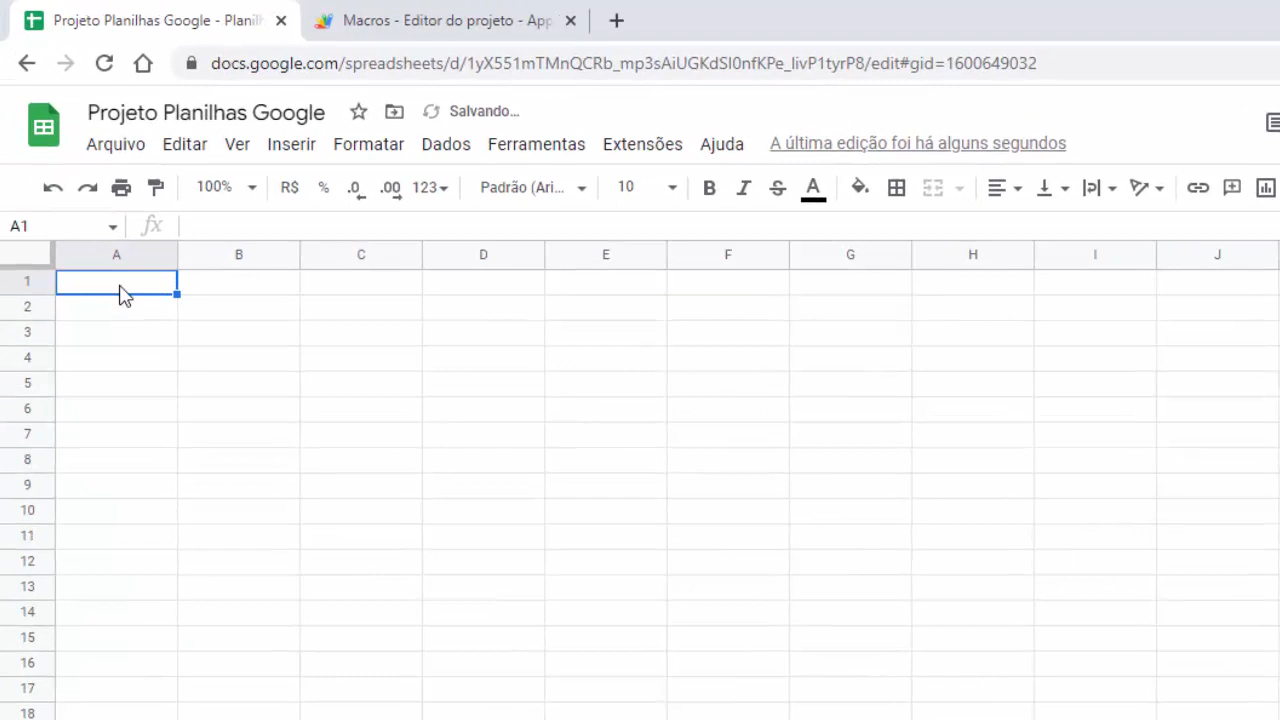 Projeto Planilhas Google - Planil
Macros - Editor do projeto - App
docs.google.com/spreadsheets/d/1yX551mTMnQCRb_mp3sAiUGKdSI0nfKPe_IivP1tyrP8/edit#gid=1600649032
Projeto Planilhas Google Salvando...
Arquivo Editar Ver Inserir Formatar Dados Ferramentas Extensões Ajuda A última edição foi há alguns segundos
100% R$ % .0 .00 123 Padrão (Ari... 10 B I S A
A1 fx
A B C D E F G H I J
1
2
3
4
5
6
7
8
9
10
11
12
13
14
15
16
17
18